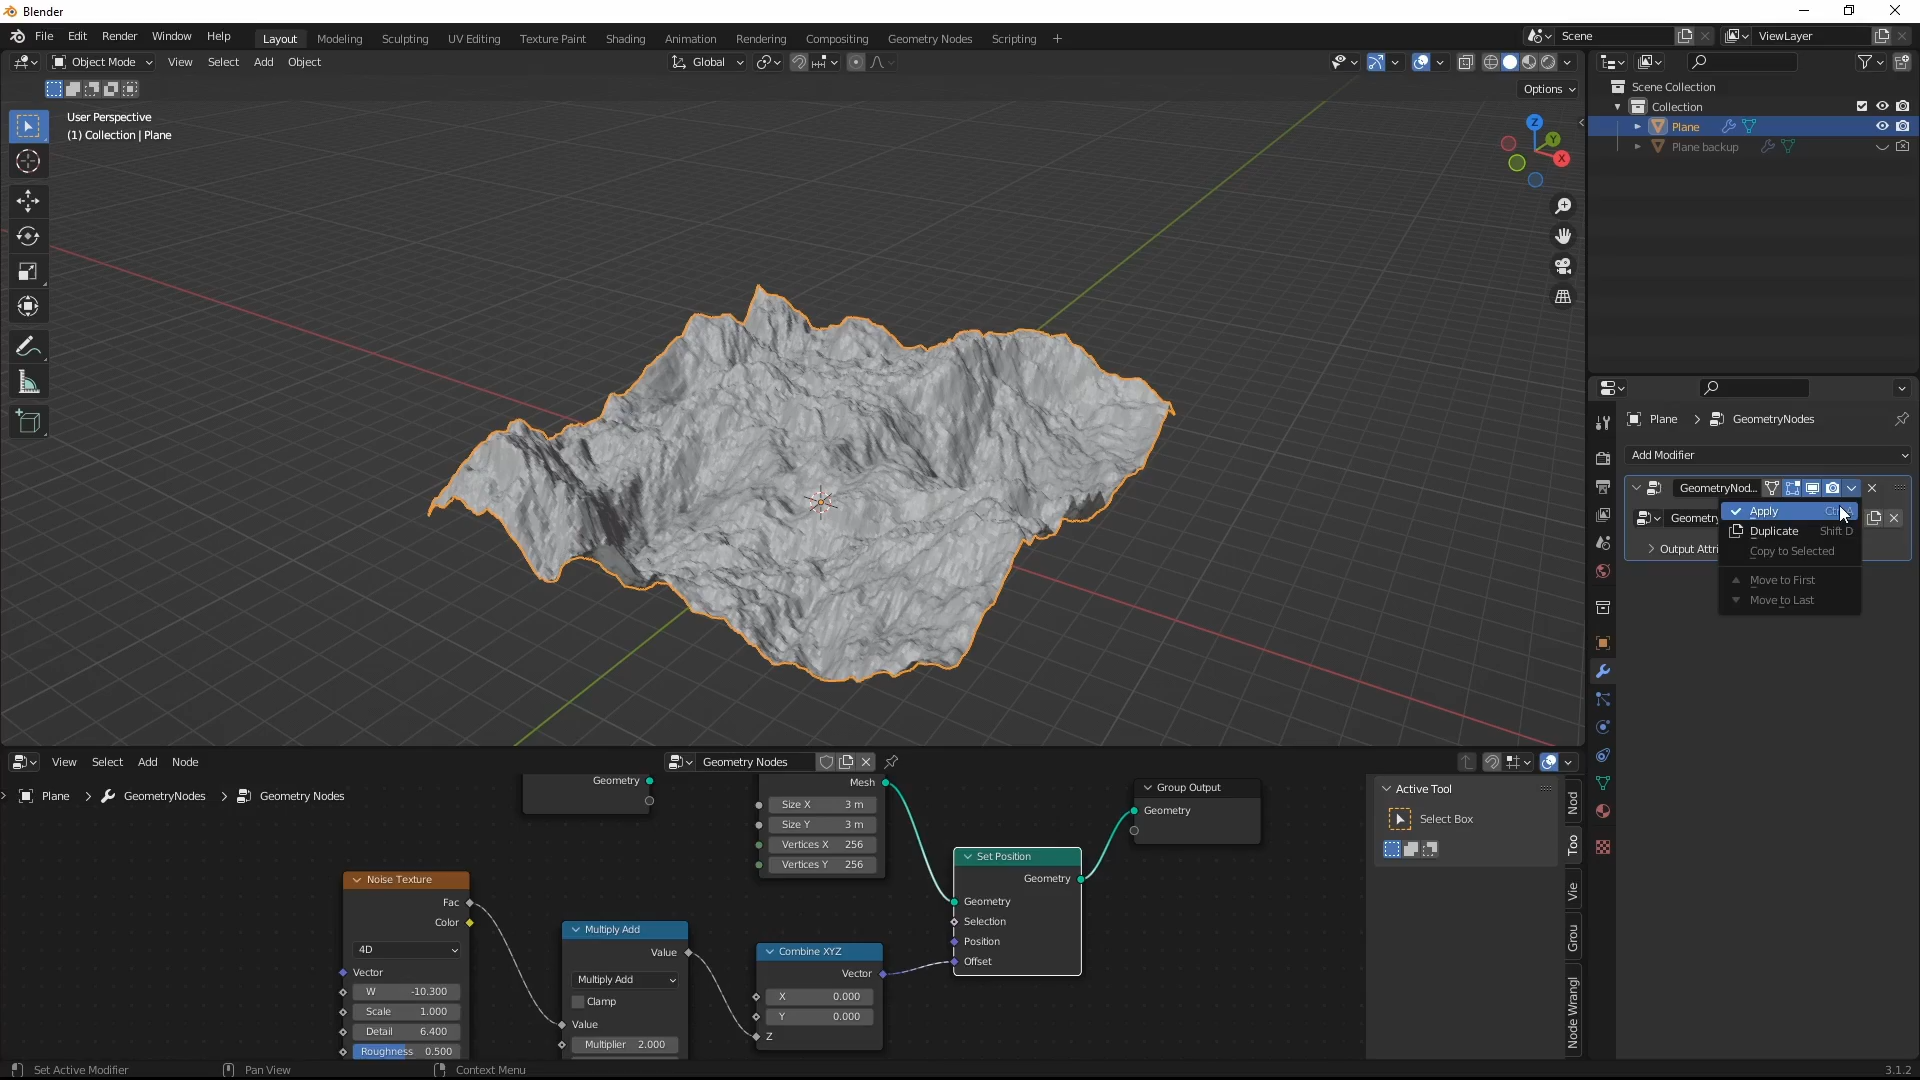 Blender
File Edit Render Window Help
Layout Modeling Sculpting UV Editing Texture Paint Shading Animation Rendering Compositing Geometry Nodes Scripting +
Scene
ViewLayer
Object Mode View Select Add Object
Global
Options
User Perspective
(1) Collection | Plane
Z
Y
X
Scene Collection
Collection
Plane
Plane backup
Plane > GeometryNodes
Add Modifier
GeometryNod...
Apply
Geometry
Duplicate Shift D
Output Attri
Copy to Selected
Move to First
Move to Last
View Select Add Node
Geometry Nodes
Plane > GeometryNodes > Geometry Nodes
Geometry
Mesh
Size X 3 m
Size Y 3 m
Vertices X 256
Vertices Y 256
Group Output
Geometry
Set Position
Geometry
Geometry
Selection
Position
Offset
Noise Texture
Fac
Color
4D
Vector
W -10.300
Scale 1.000
Detail 6.400
Roughness 0.500
Multiply Add
Value
Multiply Add
Clamp
Value
Multiplier 2.000
Combine XYZ
Vector
X 0.000
Y 0.000
Z
Active Tool
Select Box
Nod
Too
Vie
Grou
Node Wrangl
Set Active Modifier
Pan View
Context Menu
3.1.2